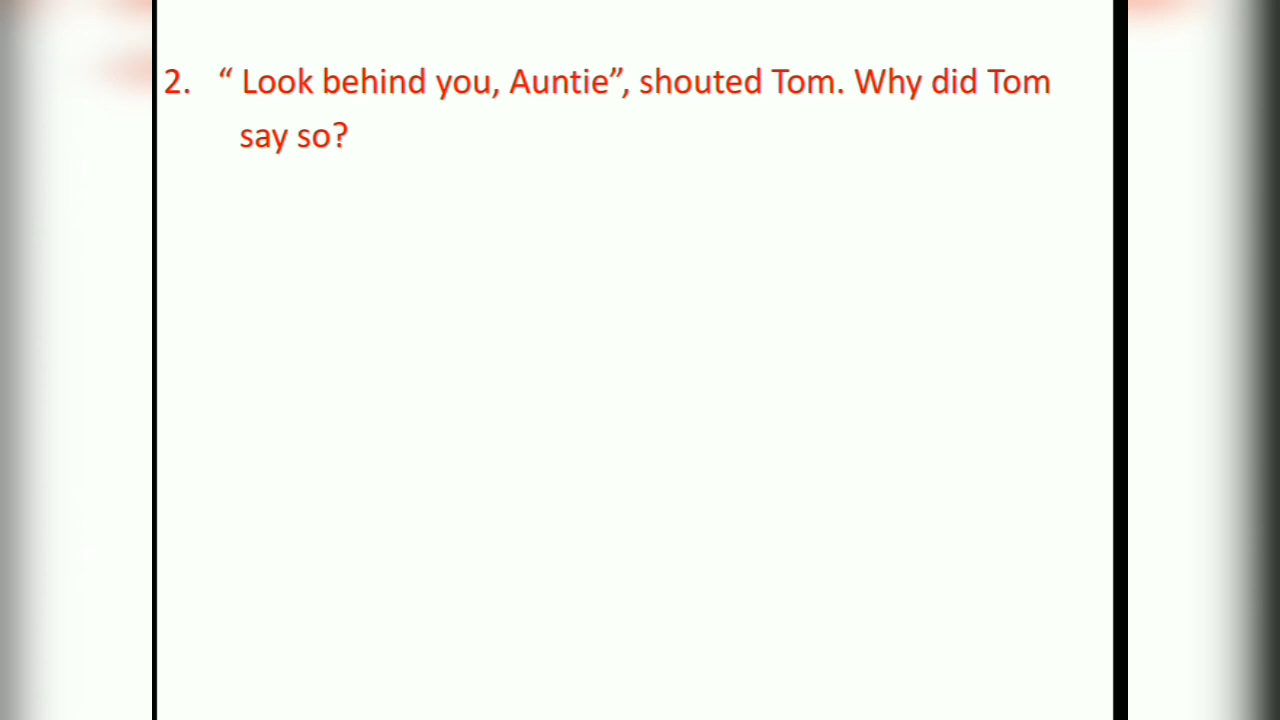 2. “ Look behind you, Auntie”, shouted Tom. Why did Tom
say so?